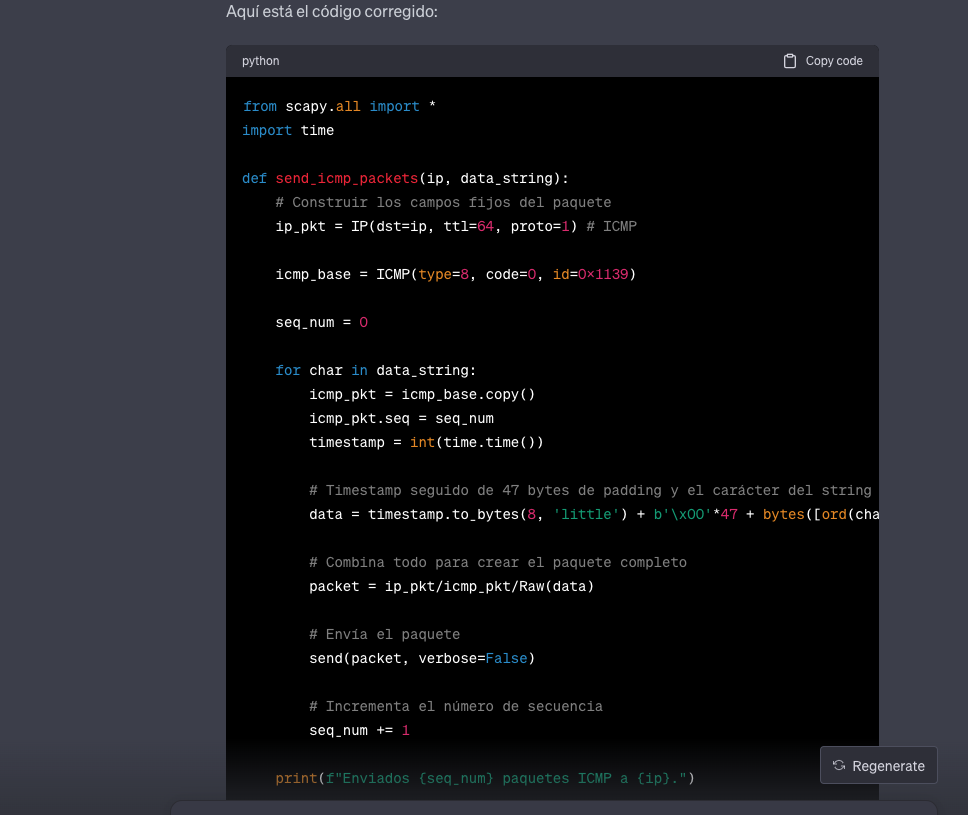 Aquí está el código corregido:
python
Copy code
from scapy.all import *
import time
def send_icmp_packets(ip, data_string):
# Construir los campos fijos del paquete
ip_pkt = IP(dst=ip, ttl=64, proto=1) # ICMP
icmp_base = ICMP(type=8, code=0, id=0x1139)
seq_num = 0
for char in data_string:
icmp_pkt = icmp_base.copy()
icmp_pkt.seq = seq_num
timestamp = int(time.time())
# Timestamp seguido de 47 bytes de padding y el carácter del string
data = timestamp.to_bytes(8, 'little') + b'\x00'*47 + bytes([ord(cha
# Combina todo para crear el paquete completo
packet = ip_pkt/icmp_pkt/Raw(data)
# Envía el paquete
send(packet, verbose=False)
# Incrementa el número de secuencia
seq_num += 1
print(f"Enviados {seq_num} paquetes ICMP a {ip}.")
Regenerate